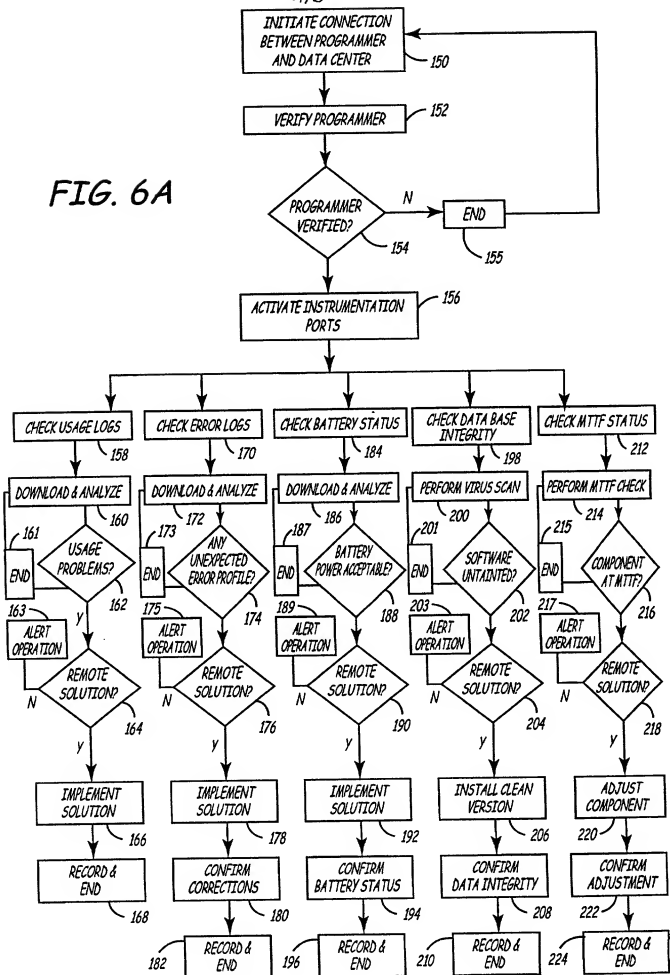 INITIATE CONNECTION
BETWEEN PROGRAMMER
AND DATA CENTER
150
VERIFY PROGRAMMER
152
FIG. 6A
PROGRAMMER
VERIFIED?
154
N
END
155
ACTIVATE INSTRUMENTATION
PORTS
156
CHECK USAGE LOGS
158
DOWNLOAD & ANALYZE
160
161
END
USAGE
PROBLEMS?
162
163
Y
ALERT
OPERATION
REMOTE
SOLUTION?
N
164
Y
IMPLEMENT
SOLUTION
166
RECORD &
END
168
CHECK ERROR LOGS
170
DOWNLOAD & ANALYZE
172
173
END
ANY
UNEXPECTED
ERROR PROFILE?
174
175
ALERT
OPERATION
REMOTE
SOLUTION?
N
176
Y
IMPLEMENT
SOLUTION
178
CONFIRM
CORRECTIONS
180
182
RECORD &
END
CHECK BATTERY STATUS
184
DOWNLOAD & ANALYZE
186
187
END
BATTERY
POWER ACCEPTABLE?
188
189
ALERT
OPERATION
REMOTE
SOLUTION?
N
190
Y
IMPLEMENT
SOLUTION
192
CONFIRM
BATTERY STATUS
194
196
RECORD &
END
CHECK DATA BASE
INTEGRITY
198
PERFORM VIRUS SCAN
200
201
END
SOFTWARE
UNTAINTED?
202
203
ALERT
OPERATION
REMOTE
SOLUTION?
N
204
Y
INSTALL CLEAN
VERSION
206
CONFIRM
DATA INTEGRITY
208
210
RECORD &
END
CHECK MTTF STATUS
212
PERFORM MTTF CHECK
214
215
END
COMPONENT
AT MTTF?
216
217
ALERT
OPERATION
REMOTE
SOLUTION?
N
218
Y
ADJUST
COMPONENT
220
CONFIRM
ADJUSTMENT
222
224
RECORD &
END